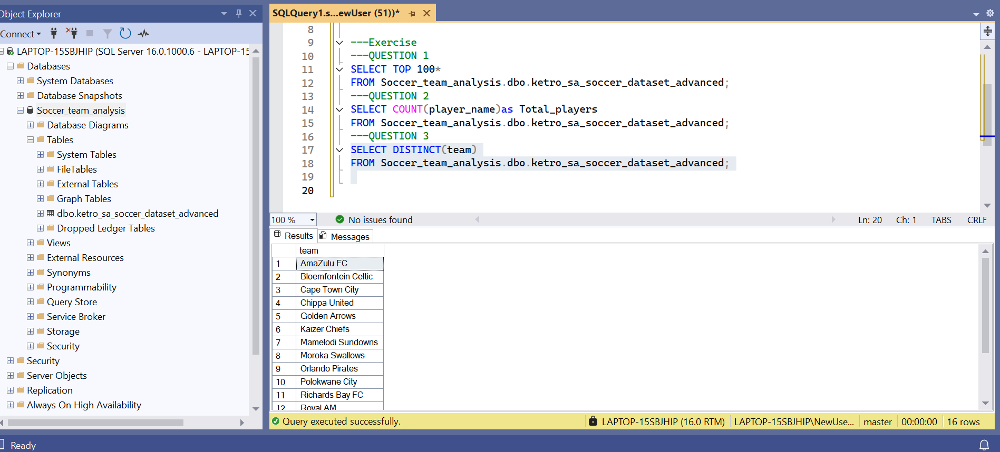 Object Explorer
Connect
LAPTOP-15SBJHIP (SQL Server 16.0.1000.6 - LAPTOP-15
Databases
System Databases
Database Snapshots
Soccer_team_analysis
Database Diagrams
Tables
System Tables
FileTables
External Tables
Graph Tables
dbo.ketro_sa_soccer_dataset_advanced
Dropped Ledger Tables
Views
External Resources
Synonyms
Programmability
Query Store
Service Broker
Storage
Security
Security
Server Objects
Replication
Always On High Availability
SQLQuery1.s...ewUser (51))*
8
9 ---Exercise
10 ---QUESTION 1
11 SELECT TOP 100*
12 FROM Soccer_team_analysis.dbo.ketro_sa_soccer_dataset_advanced;
13 ---QUESTION 2
14 SELECT COUNT(player_name)as Total_players
15 FROM Soccer_team_analysis.dbo.ketro_sa_soccer_dataset_advanced;
16 ---QUESTION 3
17 SELECT DISTINCT(team)
18 FROM Soccer_team_analysis.dbo.ketro_sa_soccer_dataset_advanced;
19
20
100 % No issues found Ln: 20 Ch: 1 TABS CRLF
Results Messages
team
1 AmaZulu FC
2 Bloemfontein Celtic
3 Cape Town City
4 Chippa United
5 Golden Arrows
6 Kaizer Chiefs
7 Mamelodi Sundowns
8 Moroka Swallows
9 Orlando Pirates
10 Polokwane City
11 Richards Bay FC
12 Royal AM
Query executed successfully. LAPTOP-15SBJHIP (16.0 RTM) LAPTOP-15SBJHIP\NewUse... master 00:00:00 16 rows
Ready